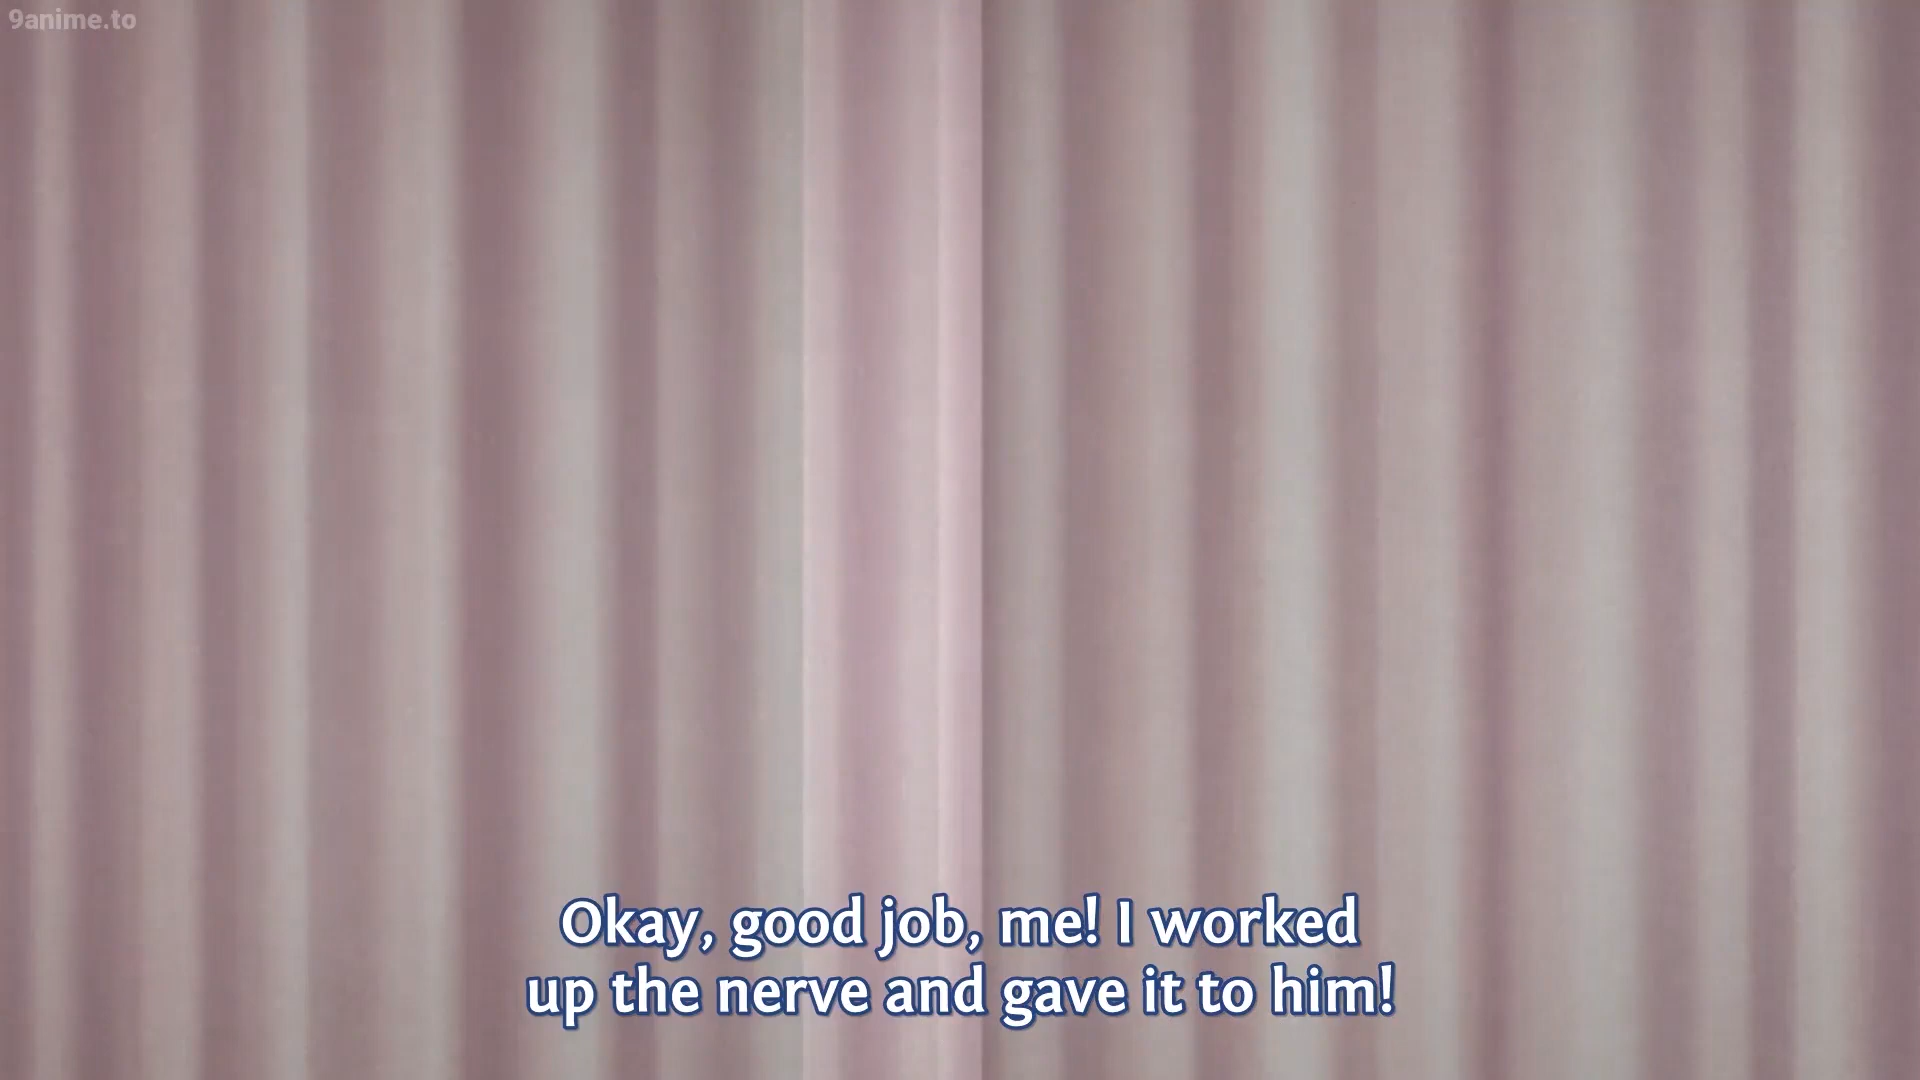 9anime.to
Okay, good job, me! I worked
up the nerve and gave it to him!